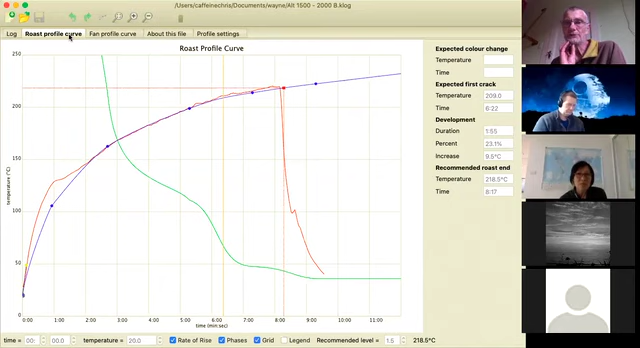 /Users/caffeinechris/Documents/wayne/Alt 1500 - 2000 B.klog
Log
Roast profile curve
Fan profile curve
About this file
Profile settings
Roast Profile Curve
250
200
150
100
50
0
temperature (°C)
0:00
1:00
2:00
3:00
4:00
5:00
6:00
7:00
8:00
9:00
10:00
11:00
time (min.sec)
Expected colour change
Temperature
Time
Expected first crack
Temperature 209.0
Time 6:22
Development
Duration 1:55
Percent 23.1%
Increase 9.5°C
Recommended roast end
Temperature 218.5°C
Time 8:17
time = 00: 00.0 temperature = 20.0 Rate of Rise Phases Grid Legend Recommended level = 1.5 218.5°C